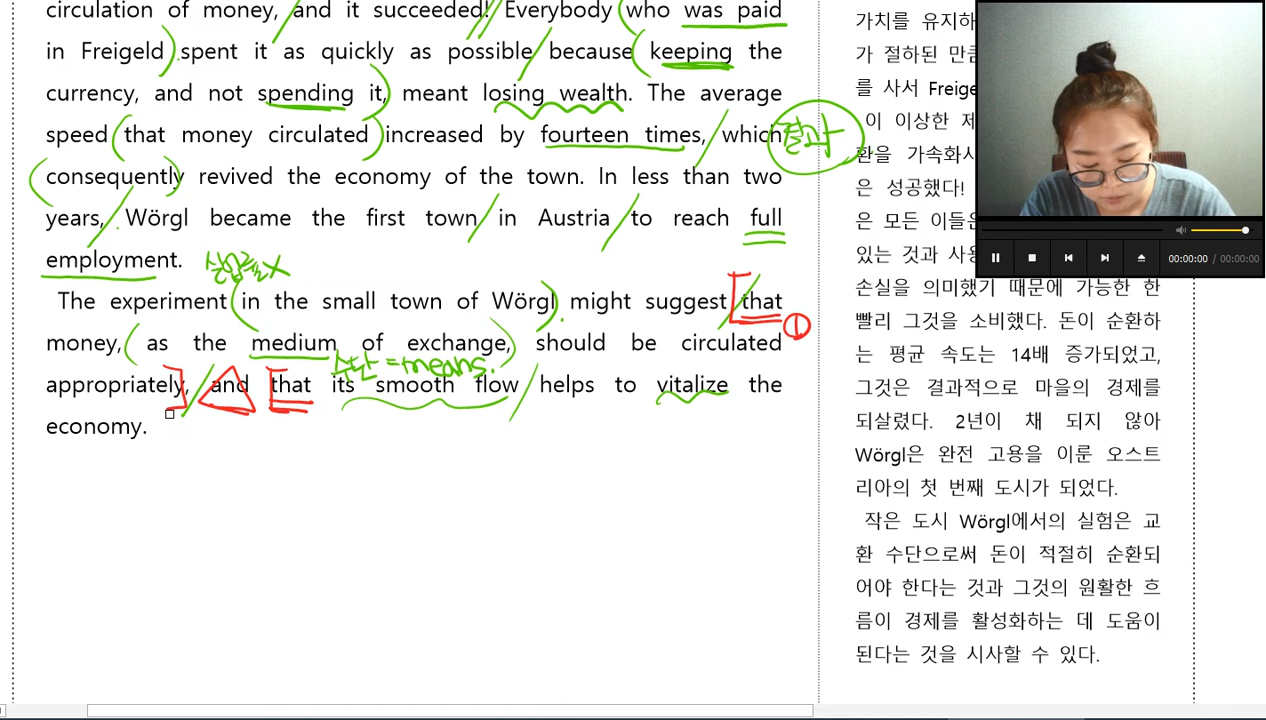 circulation of money, and it succeeded! Everybody who was paid
in Freigeld spent it as quickly as possible because keeping the
currency, and not spending it, meant losing wealth. The average
speed that money circulated increased by fourteen times, which
결과
consequently revived the economy of the town. In less than two
years, Wörgl became the first town in Austria to reach full
employment.
실업률X
The experiment in the small town of Wörgl might suggest that
①
money, as the medium of exchange, should be circulated
수단 = means.
appropriately, and that its smooth flow helps to vitalize the
economy.
가치를 유지하
가 절하된 만큼
를 사서 Freige
이 이상한 제
환을 가속화시
은 성공했다!
은 모든 이들은
있는 것과 사용
손실을 의미했기 때문에 가능한 한
빨리 그것을 소비했다. 돈이 순환하
는 평균 속도는 14배 증가되었고,
그것은 결과적으로 마을의 경제를
되살렸다. 2년이 채 되지 않아
Wörgl은 완전 고용을 이룬 오스트
리아의 첫 번째 도시가 되었다.
작은 도시 Wörgl에서의 실험은 교
환 수단으로써 돈이 적절히 순환되
어야 한다는 것과 그것의 원활한 흐
름이 경제를 활성화하는 데 도움이
된다는 것을 시사할 수 있다.
00:00:00 / 00:00:00